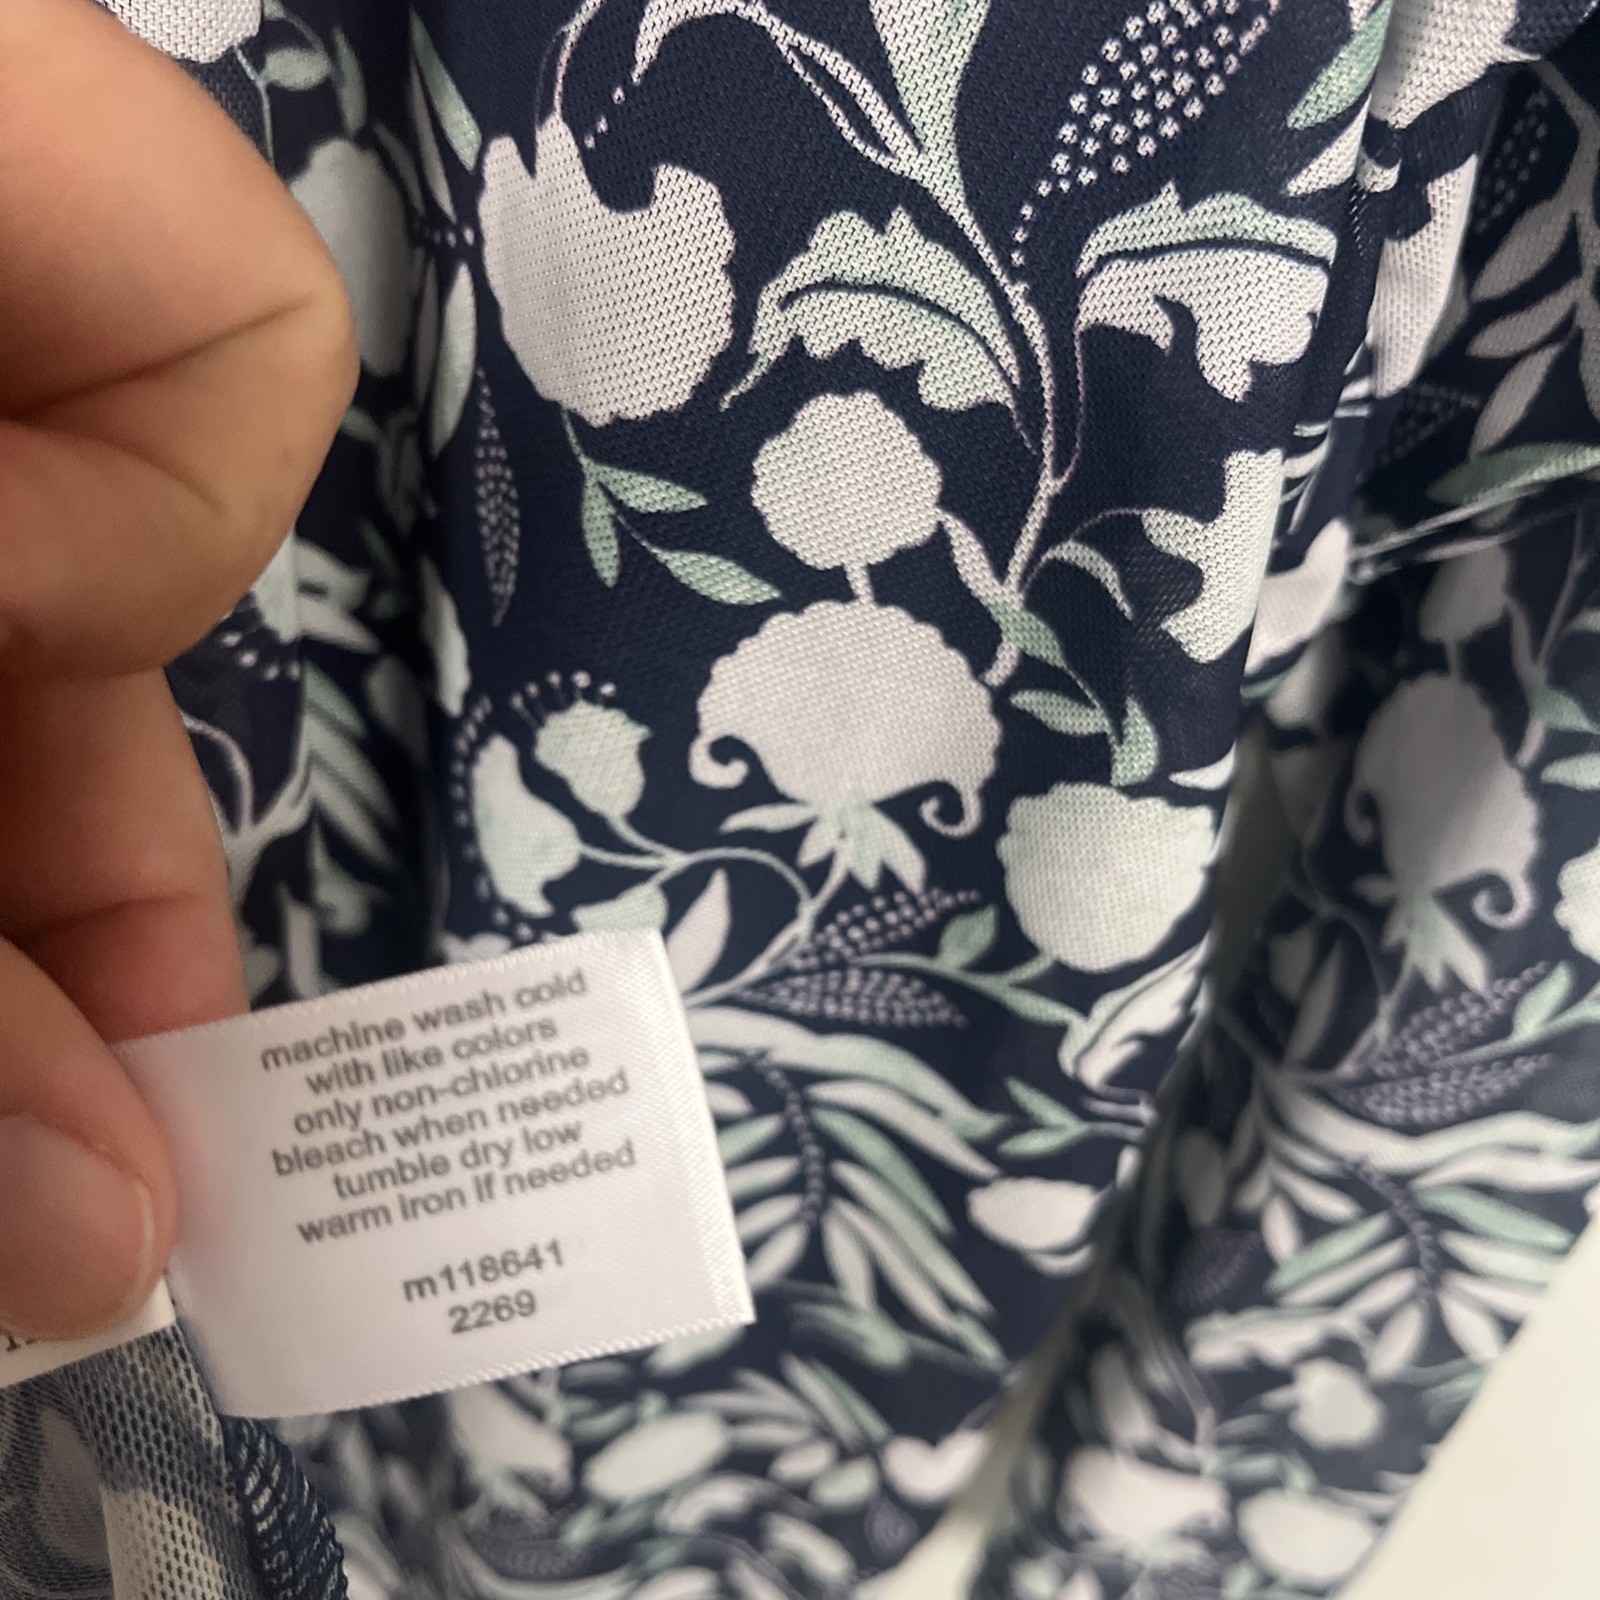 machine wash cold
with like colors
only non-chlorine
bleach when needed
tumble dry low
warm iron if needed
m118641
2269